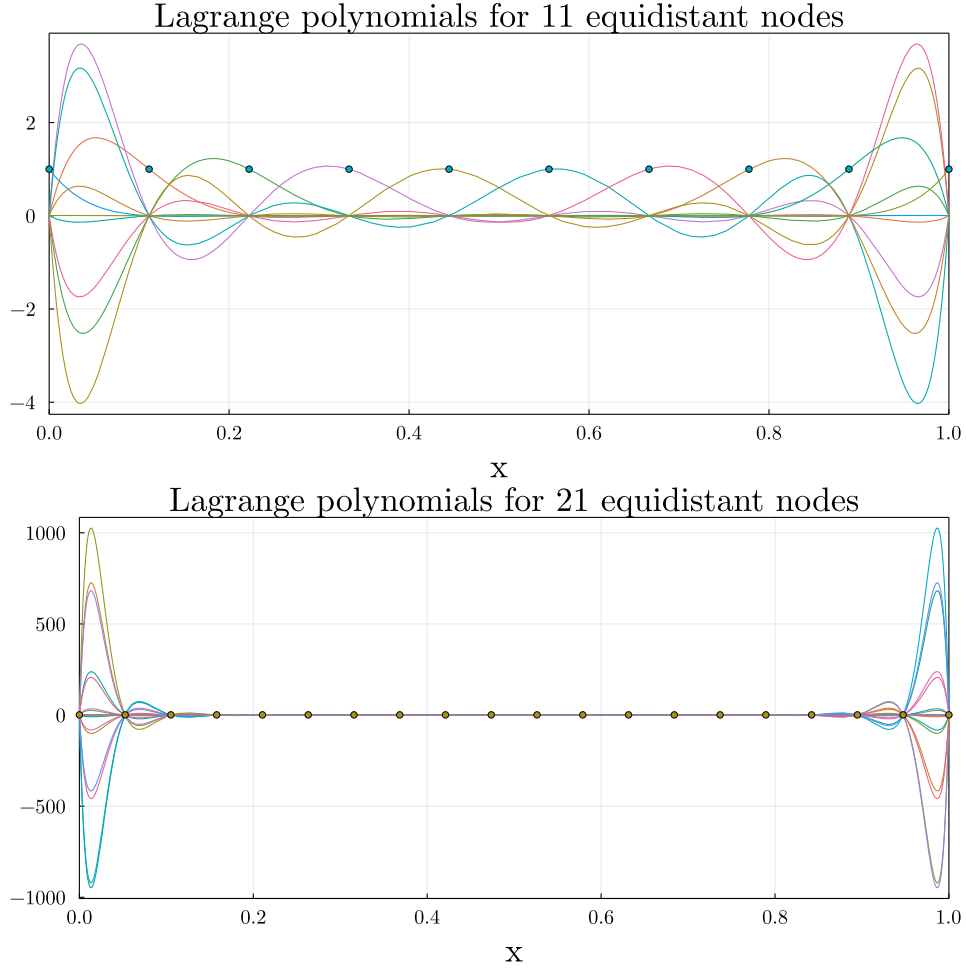 Lagrange polynomials for 11 equidistant nodes
2
0
−2
−4
0.0 0.2 0.4 0.6 0.8 1.0
x
Lagrange polynomials for 21 equidistant nodes
1000
500
0
−500
−1000
0.0 0.2 0.4 0.6 0.8 1.0
x